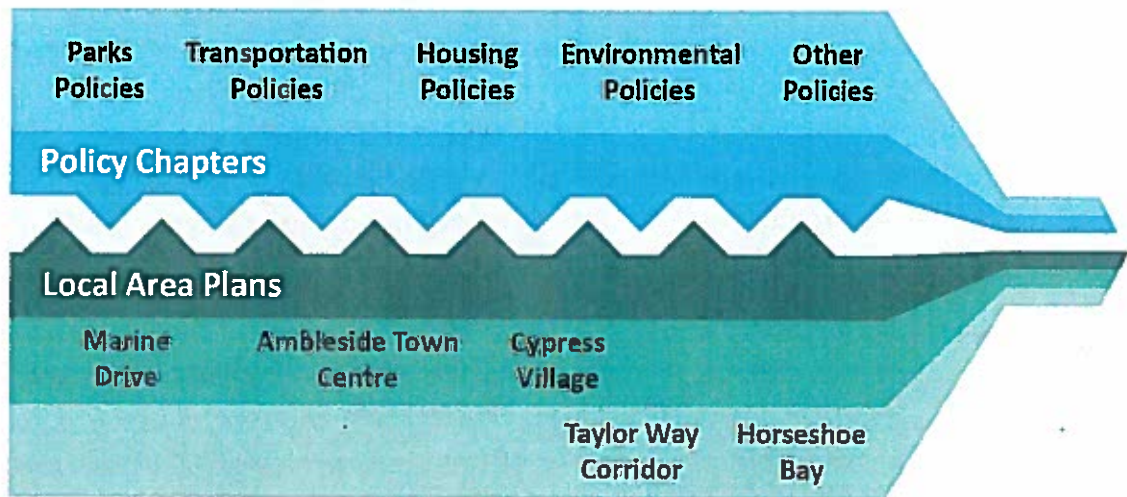 Parks Transportation Housing Environmental Other
Policies Policies Policies Policies Policies
Policy Chapters
Local Area Plans
Marine Ambleside Town Cypress
Drive Centre Village
Taylor Way Horseshoe
Corridor Bay